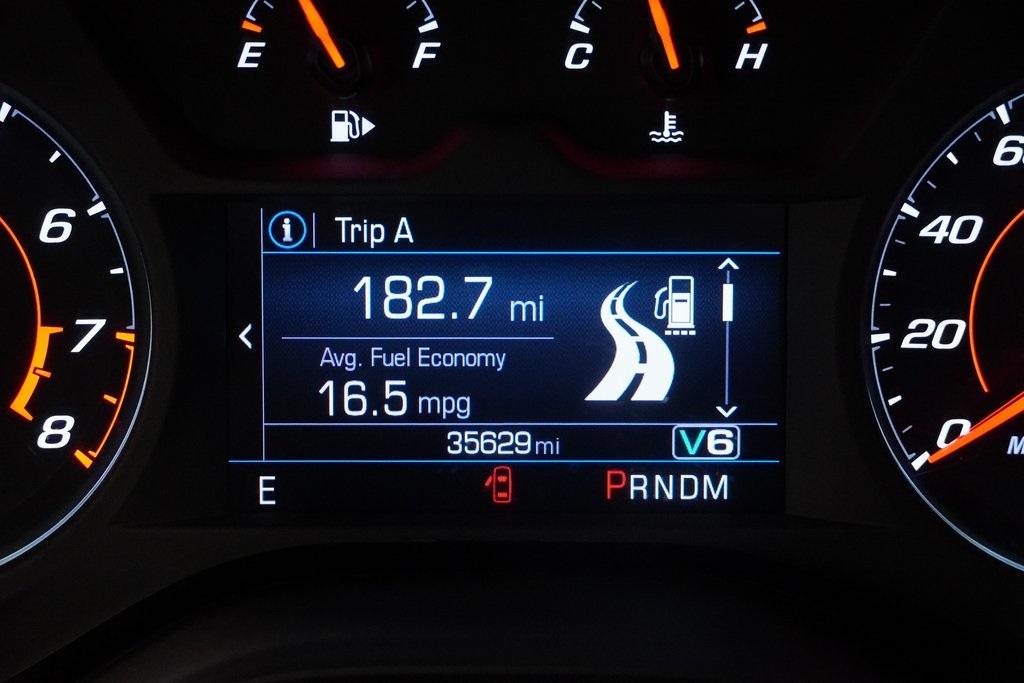 E F
C H
6
7
8
Trip A
182.7 mi
Avg. Fuel Economy
16.5 mpg
35629 mi V6
E PRNDM
40
20
0